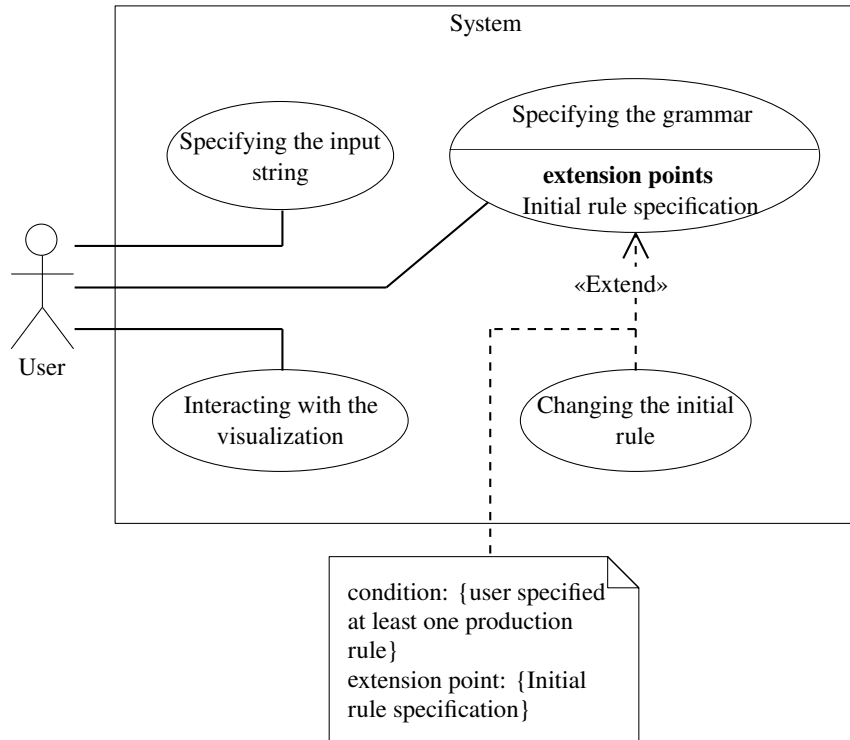 System
Specifying the input
string
Specifying the grammar
extension points
Initial rule specification
«Extend»
User
Interacting with the
visualization
Changing the initial
rule
condition: {user specified
at least one production
rule}
extension point: {Initial
rule specification}